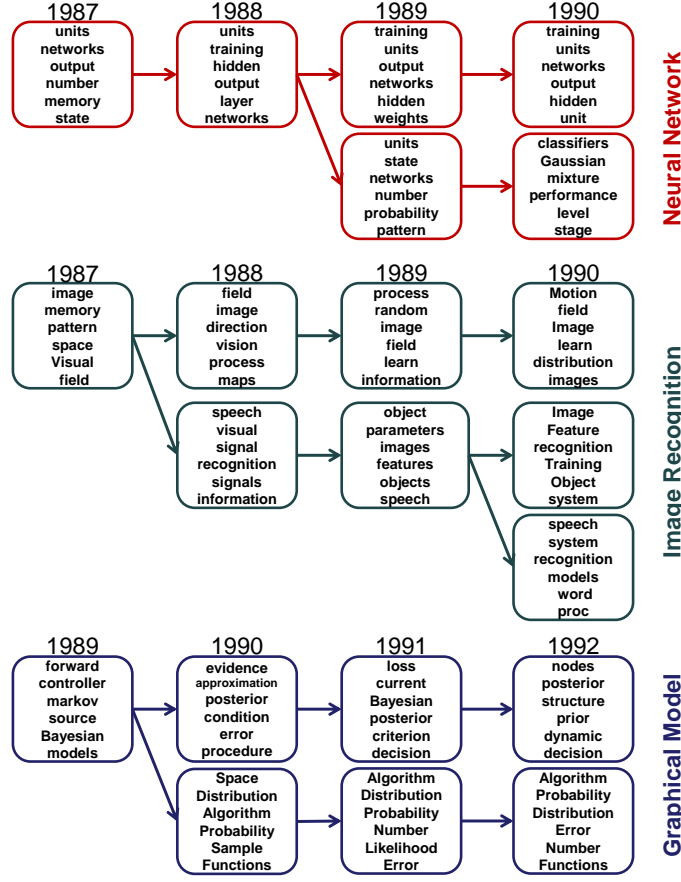 1987
1988
1989
1990
units
networks
output
number
memory
state
units
training
hidden
output
layer
networks
training
units
output
networks
hidden
weights
training
units
networks
output
hidden
unit
units
state
networks
number
probability
pattern
classifiers
Gaussian
mixture
performance
level
stage
Neural Network
1987
1988
1989
1990
image
memory
pattern
space
Visual
field
field
image
direction
vision
process
maps
process
random
image
field
learn
information
Motion
field
Image
learn
distribution
images
speech
visual
signal
recognition
signals
information
object
parameters
images
features
objects
speech
Image
Feature
recognition
Training
Object
system
speech
system
recognition
models
word
proc
Image Recognition
1989
1990
1991
1992
forward
controller
markov
source
Bayesian
models
evidence
approximation
posterior
condition
error
procedure
loss
current
Bayesian
posterior
criterion
decision
nodes
posterior
structure
prior
dynamic
decision
Space
Distribution
Algorithm
Probability
Sample
Functions
Algorithm
Distribution
Probability
Number
Likelihood
Error
Algorithm
Probability
Distribution
Error
Number
Functions
Graphical Model